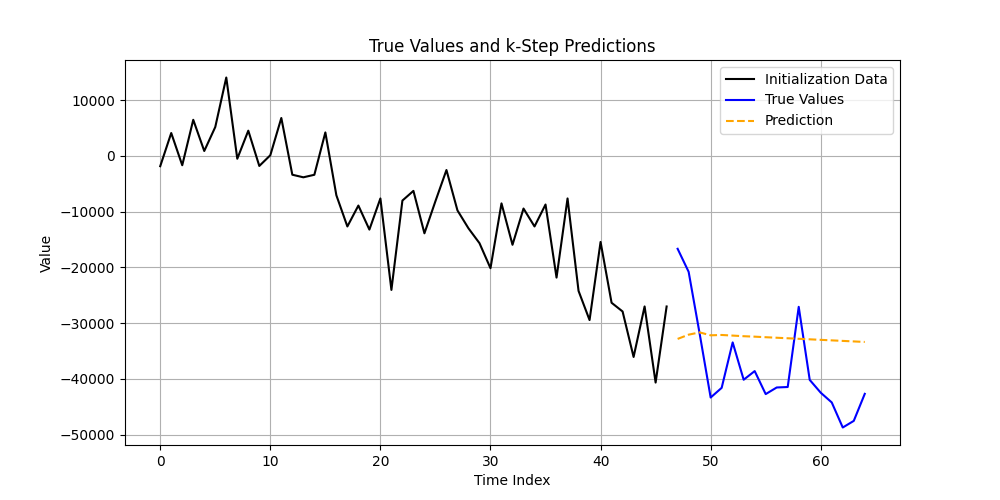 True Values and k-Step Predictions
Initialization Data
True Values
Prediction
Value
10000
0
−10000
−20000
−30000
−40000
−50000
0 10 20 30 40 50 60
Time Index